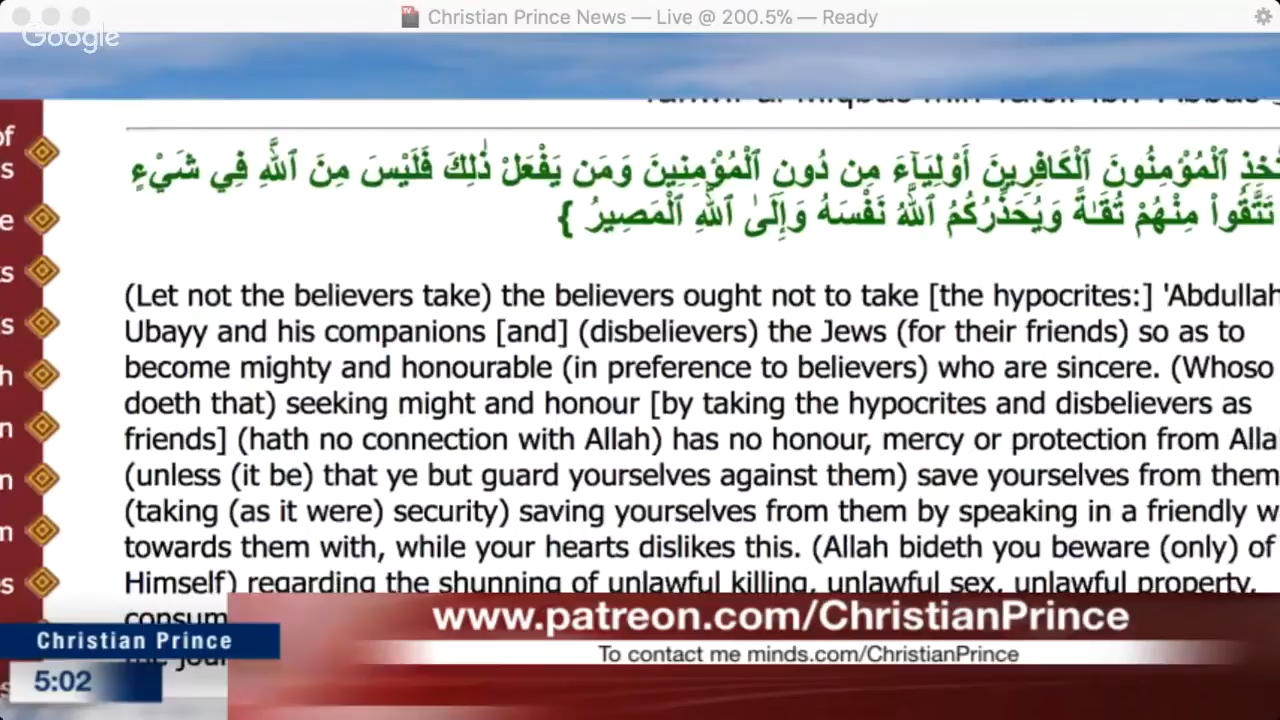 Christian Prince News — Live @ 200.5% — Ready
Google
تَّخِذِ ٱلْمُؤْمِنُونَ ٱلْكَافِرِينَ أَوْلِيَآءَ مِن دُونِ ٱلْمُؤْمِنِينَ وَمَن يَفْعَلْ ذٰلِكَ فَلَيْسَ مِنَ ٱللَّهِ فِي شَيْءٍ
تَتَّقُواْ مِنْهُمْ تُقَـٰةً وَيُحَذِّرُكُمُ ٱللَّهُ نَفْسَهُ وَإِلَىٰ ٱللَّهِ ٱلْمَصِيرُ }
(Let not the believers take) the believers ought not to take [the hypocrites:] 'Abdullah
Ubayy and his companions [and] (disbelievers) the Jews (for their friends) so as to
become mighty and honourable (in preference to believers) who are sincere. (Whoso
doeth that) seeking might and honour [by taking the hypocrites and disbelievers as
friends] (hath no connection with Allah) has no honour, mercy or protection from Alla
(unless (it be) that ye but guard yourselves against them) save yourselves from them
(taking (as it were) security) saving yourselves from them by speaking in a friendly w
towards them with, while your hearts dislikes this. (Allah bideth you beware (only) of
Himself) regarding the shunning of unlawful killing, unlawful sex, unlawful property,
consum
www.patreon.com/ChristianPrince
To contact me minds.com/ChristianPrince
Christian Prince
5:02